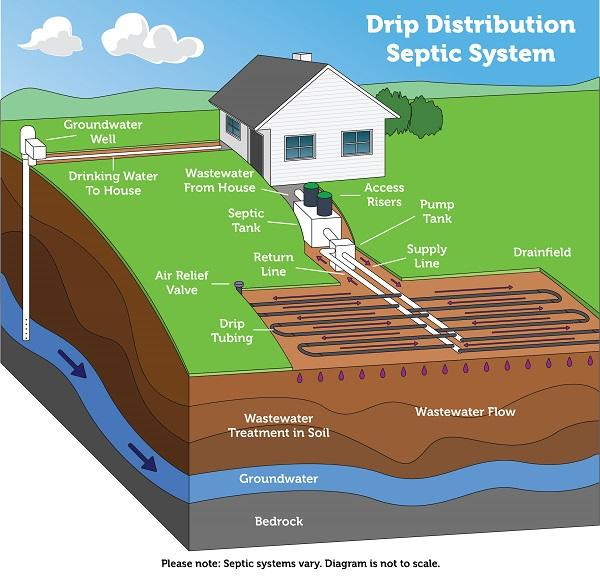 Drip Distribution
Septic System
Groundwater
Well
Drinking Water
To House
Wastewater
From House
Access
Risers
Septic
Tank
Pump
Tank
Return
Line
Supply
Line
Drainfield
Air Relief
Valve
Drip
Tubing
Wastewater
Treatment in Soil
Wastewater Flow
Groundwater
Bedrock
Please note: Septic systems vary. Diagram is not to scale.